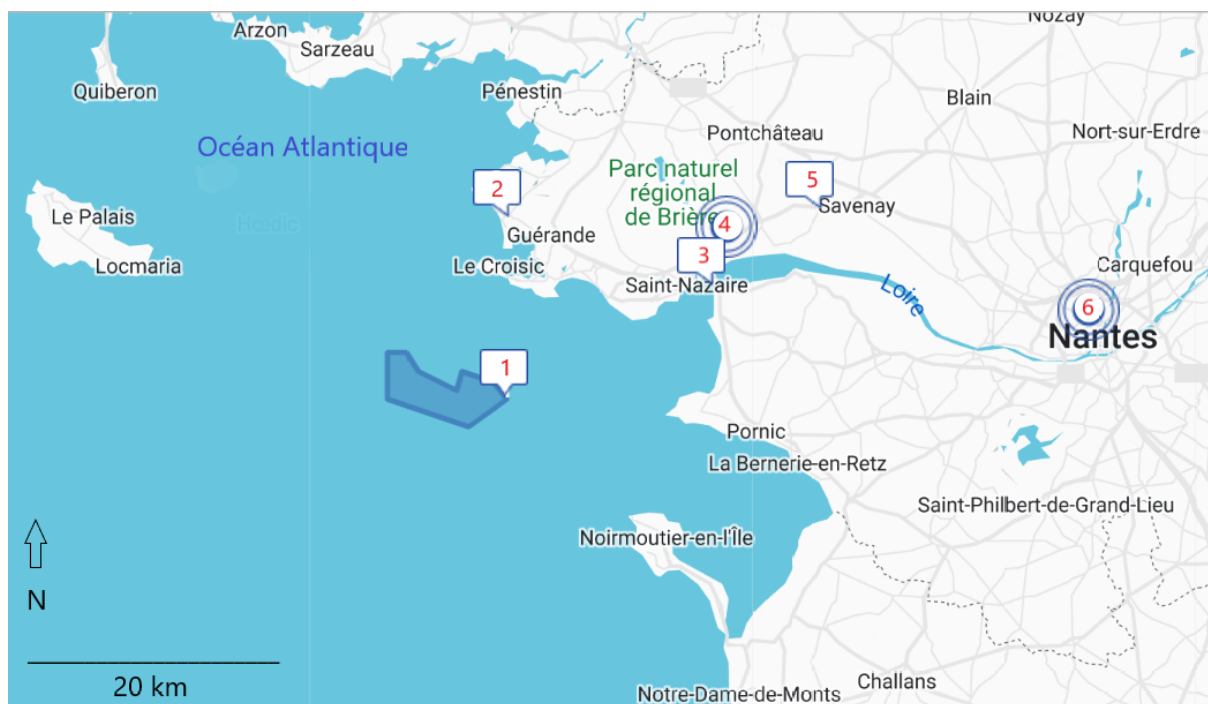 Nozay
Arzon
Sarzeau
Quiberon
Pénestin
Blain
Pontchâteau
Nort-sur-Erdre
Océan Atlantique
Parc naturel
régional
de Brière
2
5
Le Palais
Hœdic
Savenay
4
Guérande
3
Locmaria
Le Croisic
Carquefou
Saint-Nazaire
Loire
6
Nantes
1
Pornic
La Bernerie-en-Retz
Saint-Philbert-de-Grand-Lieu
Noirmoutier-en-l'Île
N
20 km
Challans
Notre-Dame-de-Monts